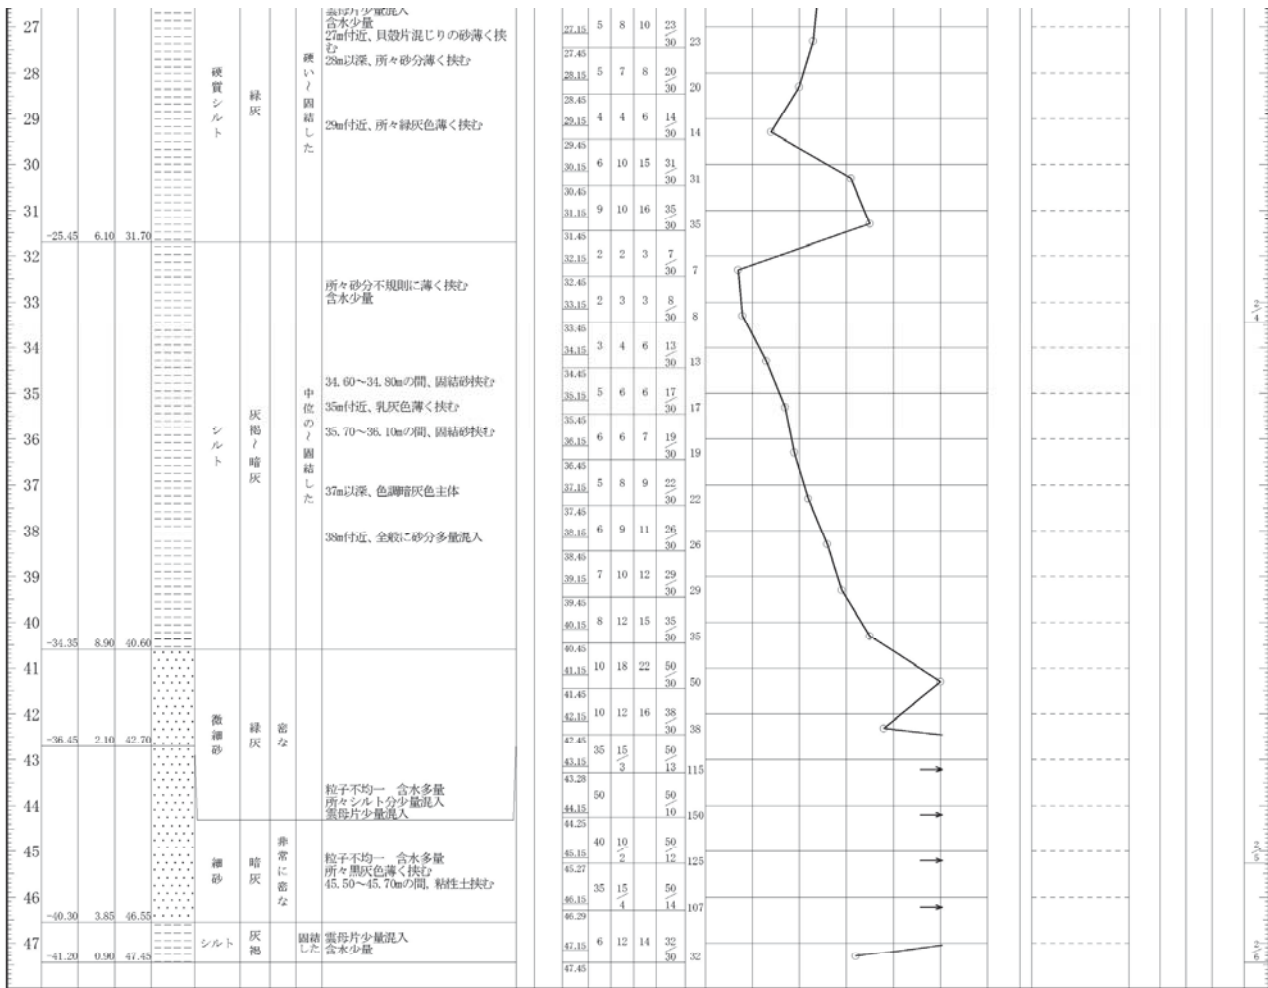 雲母片少量混入
含水少量
27m付近、貝殻片混じりの砂薄く挟
む
28m以深、所々砂分薄く挟む
29m付近、所々緑灰色薄く挟む
硬質シルト
緑灰
硬い～固結した
27
28
29
30
31
-25.45 6.10 31.70
27.15 5 8 10 23/30 23
27.45
28.15 5 7 8 20/30 20
28.45
29.15 4 4 6 14/30 14
29.45
30.15 6 10 15 31/30 31
30.45
31.15 9 10 16 35/30 35
31.45
32
33
34
35
36
37
38
39
40
-34.35 8.90 40.60
シルト
灰褐～暗灰
中位の～固結した
所々砂分不規則に薄く挟む
含水少量
34.60～34.80mの間、固結砂挟む
35m付近、乳灰色薄く挟む
35.70～36.10mの間、固結砂挟む
37m以深、色調暗灰色主体
38m付近、全般に砂分多量混入
32.15 2 2 3 7/30 7
32.45
33.15 2 3 3 8/30 8
33.45
34.15 3 4 6 13/30 13
34.45
35.15 5 6 6 17/30 17
35.45
36.15 6 6 7 19/30 19
36.45
37.15 5 8 9 22/30 22
37.45
38.15 6 9 11 26/30 26
38.45
39.15 7 10 12 29/30 29
39.45
40.15 8 12 15 35/30 35
40.45
41
42
-36.45 2.10 42.70
43
44
微細砂
緑灰
密な
粒子不均一 含水多量
所々シルト分少量混入
雲母片少量混入
41.15 10 18 22 50/30 50
41.45
42.15 10 12 16 38/30 38
42.45
43.15 35 15/3 50/13 115
43.28
44.15 50 50/10 150
44.25
45
46
-40.30 3.85 46.55
細砂
暗灰
非常に密な
粒子不均一 含水多量
所々黒灰色薄く挟む
45.50～45.70mの間、粘性土挟む
45.15 40 10/2 50/12 125
45.27
46.15 35 15/4 50/14 107
46.29
47
-41.20 0.90 47.45
シルト
灰褐
固結
した
雲母片少量混入
含水少量
47.15 6 12 14 32/30 32
47.45